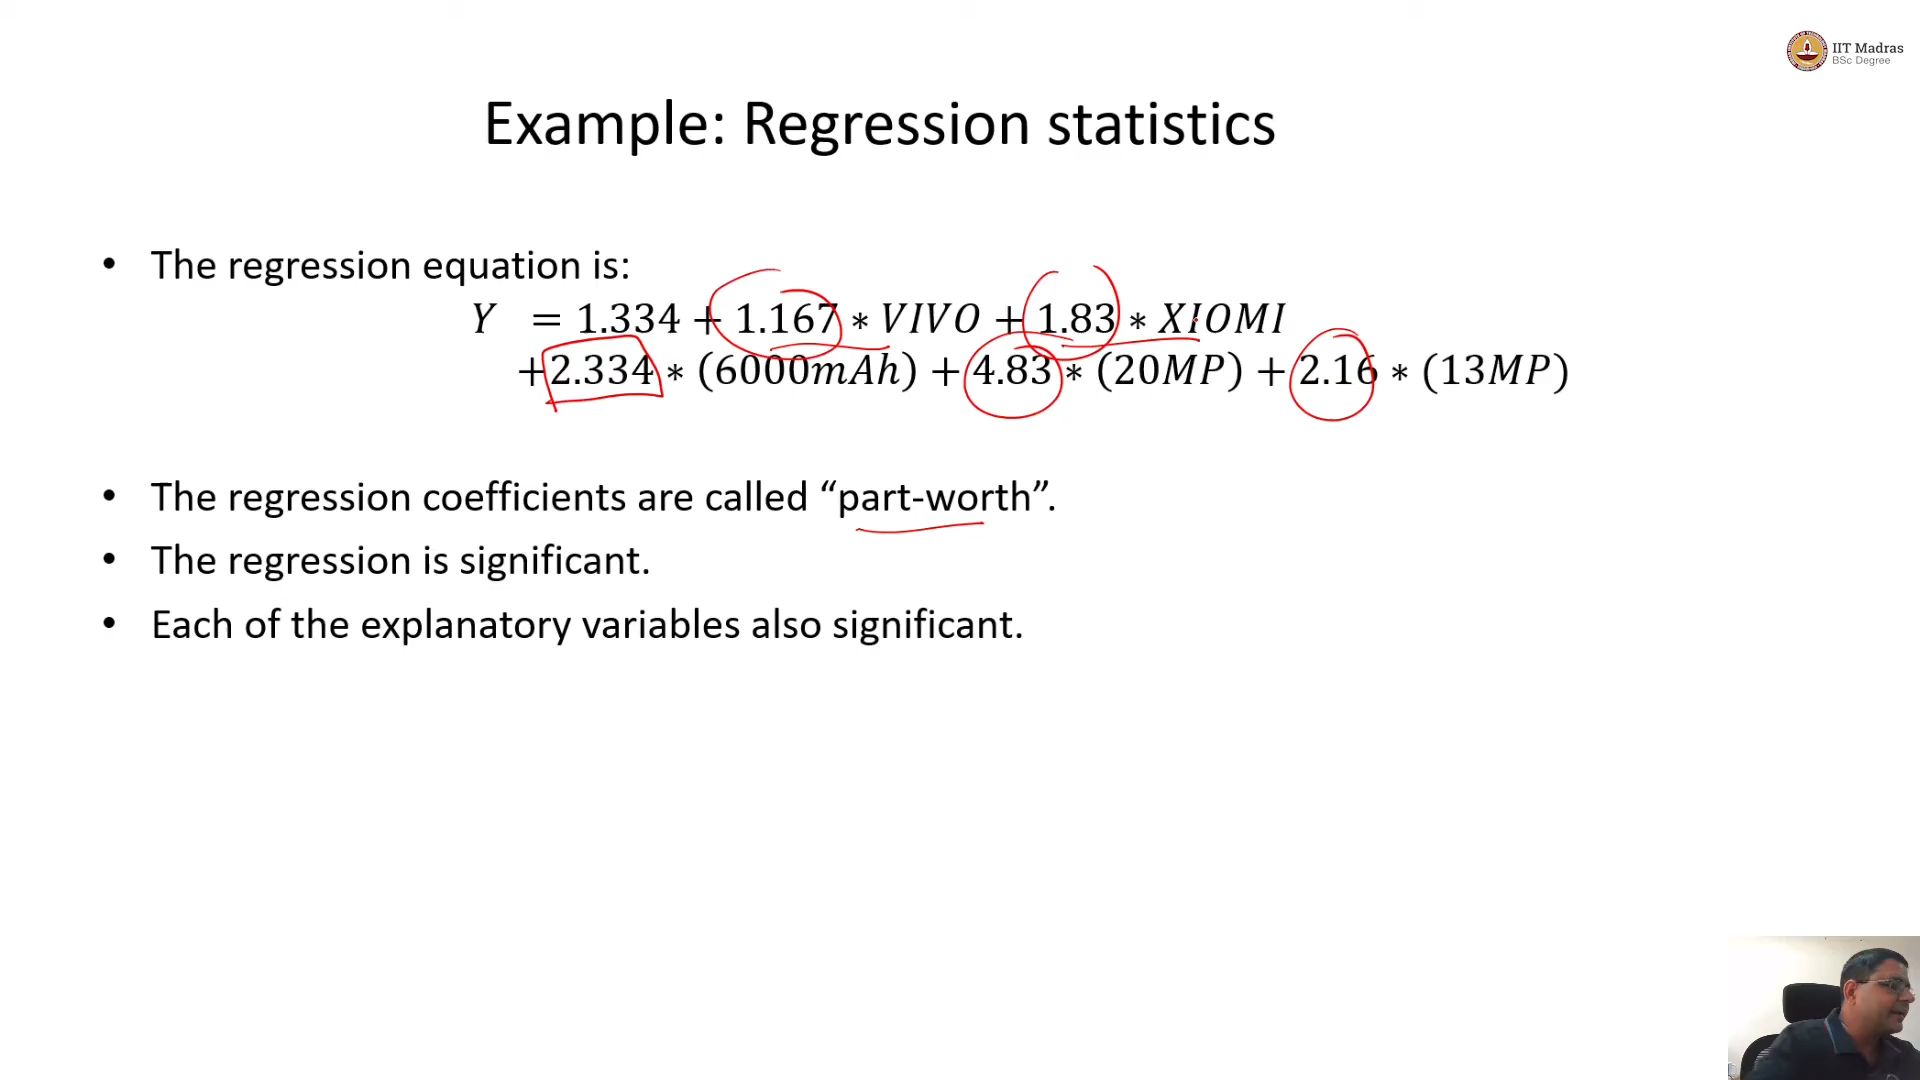 IIT Madras
BSc Degree
Example: Regression statistics
• The regression equation is:
Y = 1.334 + 1.167 ∗ VIVO + 1.83 ∗ XIOMI
+2.334 ∗ (6000mAh) + 4.83 ∗ (20MP) + 2.16 ∗ (13MP)
• The regression coefficients are called “part-worth”.
• The regression is significant.
• Each of the explanatory variables also significant.